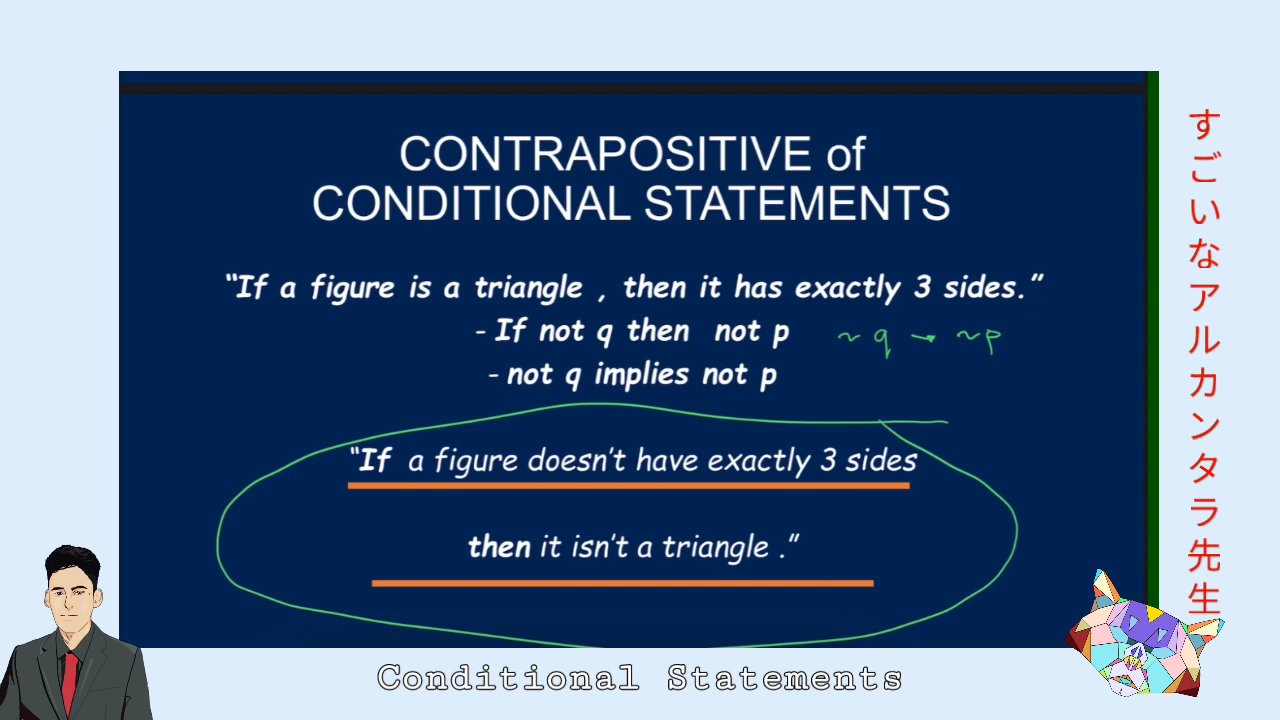 CONTRAPOSITIVE of
CONDITIONAL STATEMENTS
“If a figure is a triangle , then it has exactly 3 sides.”
- If not q then not p
~ q → ~p
- not q implies not p
“If a figure doesn’t have exactly 3 sides
then it isn’t a triangle .”
Conditional Statements
すごいなアルカンタラ先生